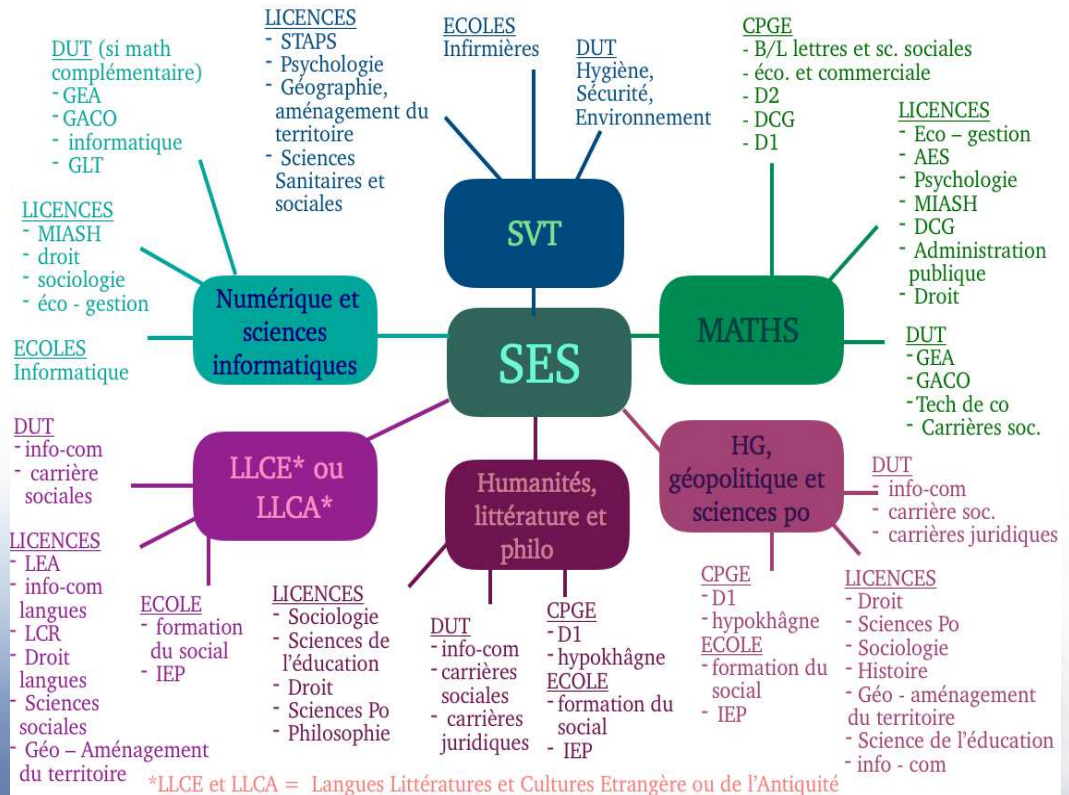 DUT (si math
complémentaire)
- GEA
- GACO
- informatique
- GLT
LICENCES
- STAPS
- Psychologie
- Géographie,
aménagement du
territoire
- Sciences
Sanitaires et
sociales
ECOLES
Infirmières
DUT
Hygiène,
Sécurité,
Environnement
CPGE
- B/L lettres et sc. sociales
- éco. et commerciale
- D2
- DCG
- D1
LICENCES
- Eco – gestion
- AES
- Psychologie
- MIASH
- DCG
- Administration
publique
- Droit
LICENCES
- MIASH
- droit
- sociologie
- éco - gestion
ECOLES
Informatique
Numérique et
sciences
informatiques
SVT
SES
MATHS
DUT
- GEA
- GACO
- Tech de co
- Carrières soc.
DUT
- info-com
- carrière
sociales
LLCE* ou
LLCA*
Humanités,
littérature et
philo
HG,
géopolitique et
sciences po
DUT
- info-com
- carrière soc.
- carrières juridiques
LICENCES
- LEA
- info-com
langues
- LCR
- Droit
langues
- Sciences
sociales
- Géo – Aménagement
du territoire
ECOLE
- formation
du social
- IEP
LICENCES
- Sociologie
- Sciences de
l'éducation
- Droit
- Sciences Po
- Philosophie
DUT
- info-com
- carrières
sociales
- carrières
juridiques
CPGE
- D1
- hypokhâgne
ECOLE
- formation du
social
- IEP
CPGE
- D1
- hypokhâgne
ECOLE
- formation du
social
- IEP
LICENCES
- Droit
- Sciences Po
- Sociologie
- Histoire
- Géo - aménagement
du territoire
- Science de l'éducation
- info - com
*LLCE et LLCA = Langues Littératures et Cultures Etrangère ou de l'Antiquité